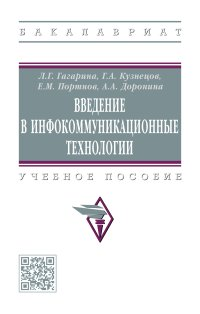 БАКАЛАВРИАТ
Л.Г. Гагарина, Г.А. Кузнецов,
Е.М. Портнов, А.А. Доронина
ВВЕДЕНИЕ
В ИНФОКОММУНИКАЦИОННЫЕ
ТЕХНОЛОГИИ
УЧЕБНОЕ ПОСОБИЕ